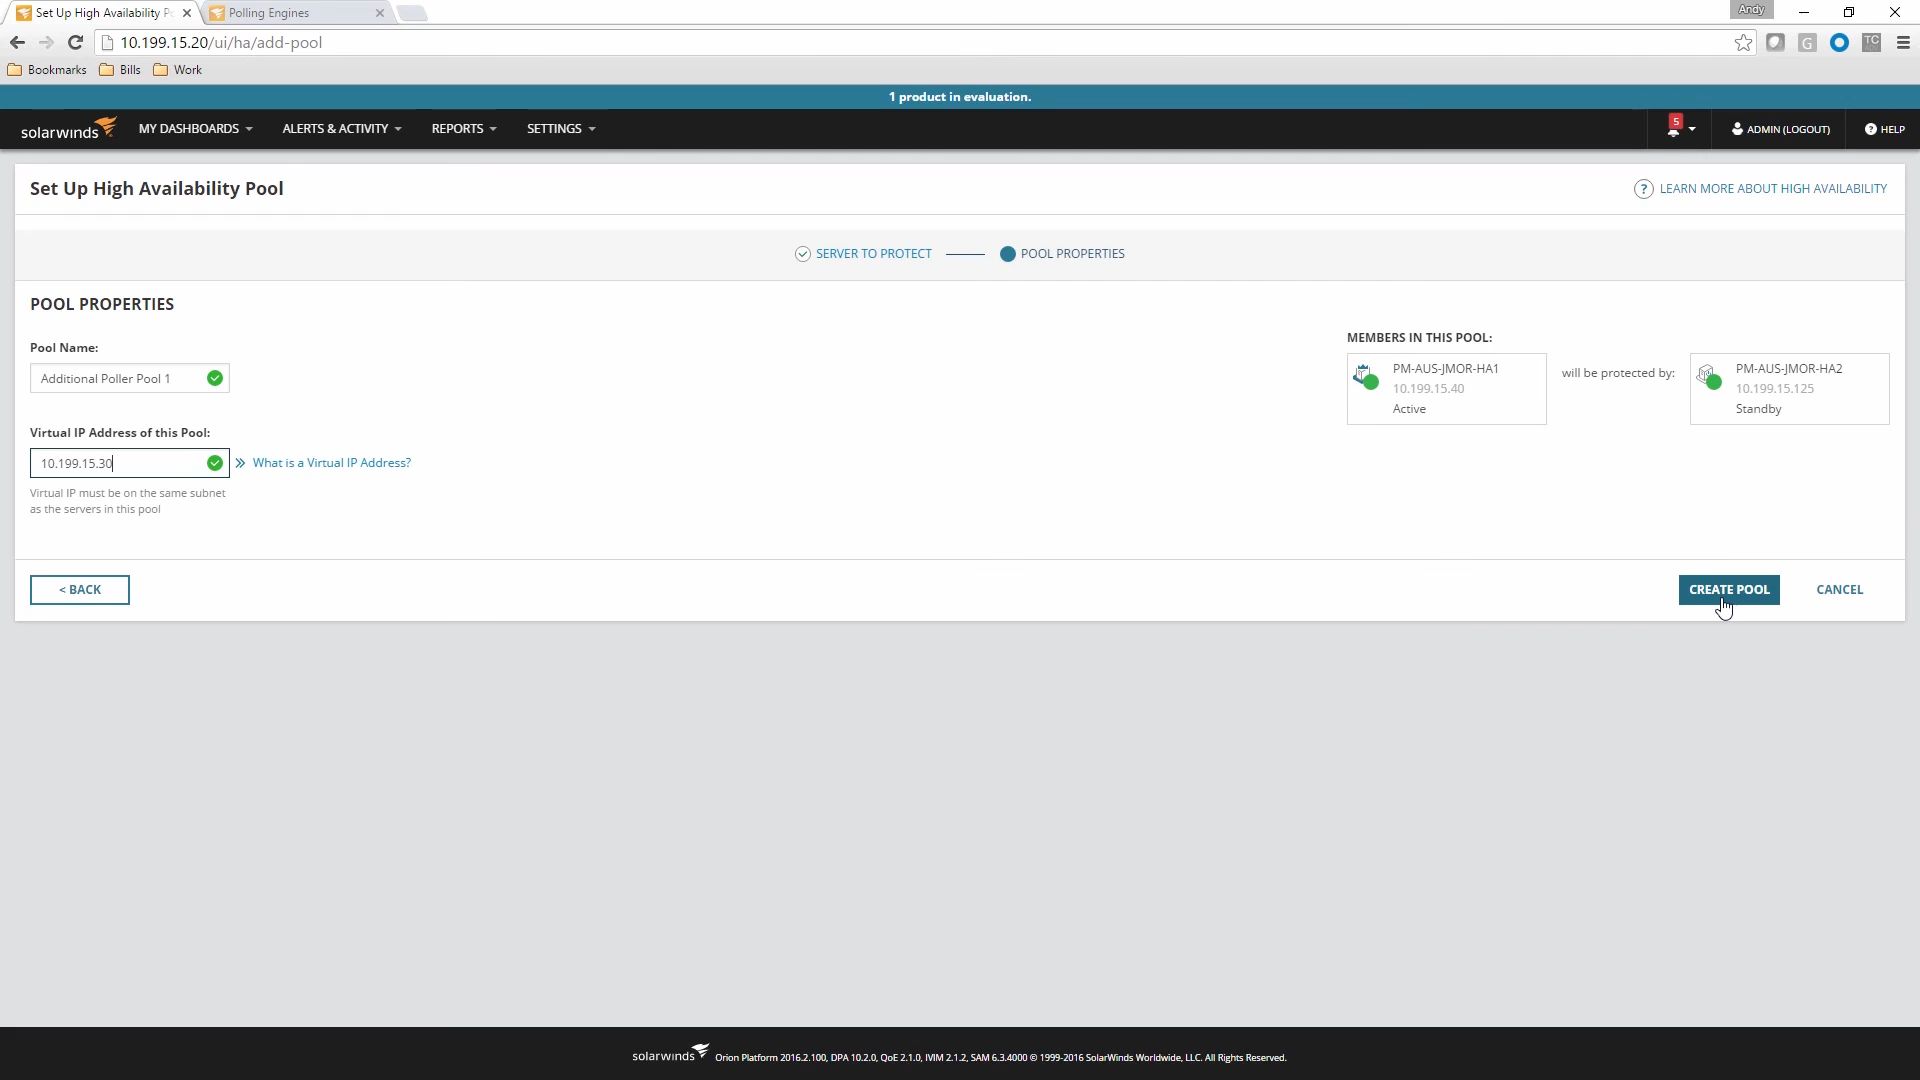 Set Up High Availability P
Polling Engines
Andy
10.199.15.20/ui/ha/add-pool
G
TC
Bookmarks
Bills
Work
1 product in evaluation.
solarwinds
MY DASHBOARDS
ALERTS & ACTIVITY
REPORTS
SETTINGS
5
ADMIN (LOGOUT)
? HELP
Set Up High Availability Pool
? LEARN MORE ABOUT HIGH AVAILABILITY
SERVER TO PROTECT
POOL PROPERTIES
POOL PROPERTIES
Pool Name:
Additional Poller Pool 1
Virtual IP Address of this Pool:
10.199.15.30
» What is a Virtual IP Address?
Virtual IP must be on the same subnet
as the servers in this pool
MEMBERS IN THIS POOL:
PM-AUS-JMOR-HA1
10.199.15.40
Active
will be protected by:
PM-AUS-JMOR-HA2
10.199.15.125
Standby
< BACK
CREATE POOL
CANCEL
solarwinds
Orion Platform 2016.2.100, DPA 10.2.0, QoE 2.1.0, IVIM 2.1.2, SAM 6.3.4000 © 1999-2016 SolarWinds Worldwide, LLC. All Rights Reserved.